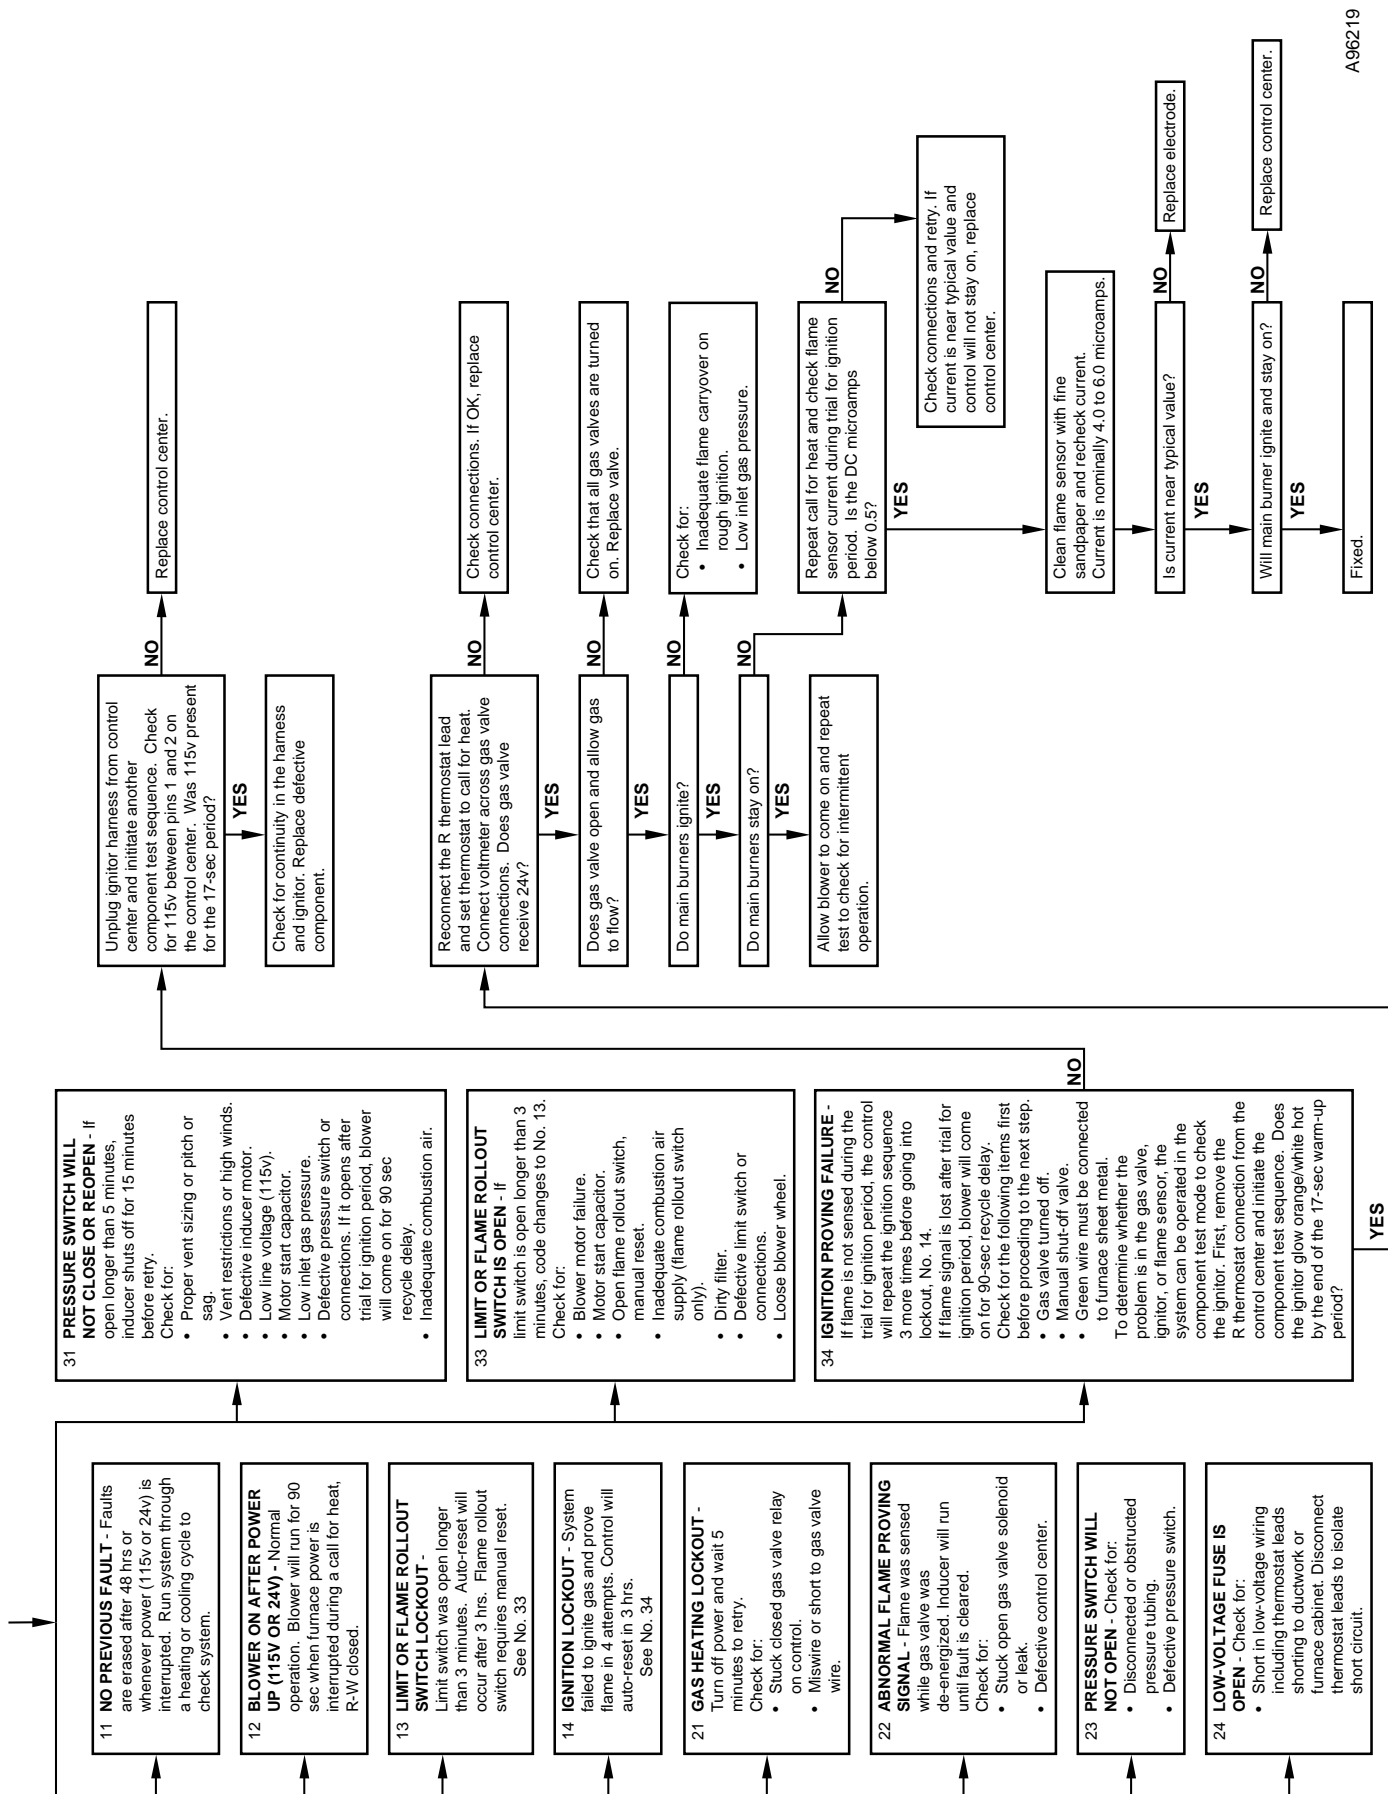 11 NO PREVIOUS FAULT - Faults
are erased after 48 hrs or
whenever power (115v or 24v) is
interrupted. Run system through
a heating or cooling cycle to
check system.
12 BLOWER ON AFTER POWER
UP (115V OR 24V) - Normal
operation. Blower will run for 90
sec when furnace power is
interrupted during a call for heat,
R-W closed.
13 LIMIT OR FLAME ROLLOUT
SWITCH LOCKOUT -
Limit switch was open longer
than 3 minutes. Auto-reset will
occur after 3 hrs. Flame rollout
switch requires manual reset.
See No. 33
14 IGNITION LOCKOUT - System
failed to ignite gas and prove
flame in 4 attempts. Control will
auto-reset in 3 hrs.
See No. 34
21 GAS HEATING LOCKOUT -
Turn off power and wait 5
minutes to retry.
Check for:
• Stuck closed gas valve relay
on control.
• Miswire or short to gas valve
wire.
22 ABNORMAL FLAME PROVING
SIGNAL - Flame was sensed
while gas valve was
de-energized. Inducer will run
until fault is cleared.
Check for:
• Stuck open gas valve solenoid
or leak.
• Defective control center.
23 PRESSURE SWITCH WILL
NOT OPEN - Check for:
• Disconnected or obstructed
pressure tubing.
• Defective pressure switch.
24 LOW-VOLTAGE FUSE IS
OPEN - Check for:
• Short in low-voltage wiring
including thermostat leads
shorting to ductwork or
furnace cabinet. Disconnect
thermostat leads to isolate
short circuit.
31 PRESSURE SWITCH WILL
NOT CLOSE OR REOPEN - If
open longer than 5 minutes,
inducer shuts off for 15 minutes
before retry.
Check for:
• Proper vent sizing or pitch or
sag.
• Vent restrictions or high winds.
• Defective inducer motor.
• Low line voltage (115v).
• Motor start capacitor.
• Low inlet gas pressure.
• Defective pressure switch or
connections. If it opens after
trial for ignition period, blower
will come on for 90 sec
recycle delay.
• Inadequate combustion air.
33 LIMIT OR FLAME ROLLOUT
SWITCH IS OPEN - If
limit switch is open longer than 3
minutes, code changes to No. 13.
Check for:
• Blower motor failure.
• Motor start capacitor.
• Open flame rollout switch,
manual reset.
• Inadequate combustion air
supply (flame rollout switch
only).
• Dirty filter.
• Defective limit switch or
connections.
• Loose blower wheel.
34 IGNITION PROVING FAILURE -
If flame is not sensed during the
trial for ignition period, the control
will repeat the ignition sequence
3 more times before going into
lockout, No. 14.
If flame signal is lost after trial for
ignition period, blower will come
on for 90-sec recycle delay.
Check for the following items first
before proceding to the next step.
• Gas valve turned off.
• Manual shut-off valve.
• Green wire must be connected
to furnace sheet metal.
To determine whether the
problem is in the gas valve,
ignitor, or flame sensor, the
system can be operated in the
component test mode to check
the ignitor. First, remove the
R thermostat connection from the
control center and initiate the
component test sequence. Does
the ignitor glow orange/white hot
by the end of the 17-sec warm-up
period?
NO
YES
Unplug ignitor harness from control
center and inititate another
component test sequence. Check
for 115v between pins 1 and 2 on
the control center. Was 115v present
for the 17-sec period?
NO
Replace control center.
YES
Check for continuity in the harness
and ignitor. Replace defective
component.
Reconnect the R thermostat lead
and set thermostat to call for heat.
Connect voltmeter across gas valve
connections. Does gas valve
receive 24v?
NO
Check connections. If OK, replace
control center.
YES
Does gas valve open and allow gas
to flow?
NO
Check that all gas valves are turned
on. Replace valve.
YES
Do main burners ignite?
NO
Check for:
• Inadequate flame carryover on
rough ignition.
• Low inlet gas pressure.
YES
Do main burners stay on?
NO
YES
Allow blower to come on and repeat
test to check for intermittent
operation.
Repeat call for heat and check flame
sensor current during trial for ignition
period. Is the DC microamps
below 0.5?
NO
Check connections and retry. If
current is near typical value and
control will not stay on, replace
control center.
YES
Clean flame sensor with fine
sandpaper and recheck current.
Current is nominally 4.0 to 6.0 microamps.
Is current near typical value?
NO
Replace electrode.
YES
Will main burner ignite and stay on?
NO
Replace control center.
YES
Fixed.
A96219